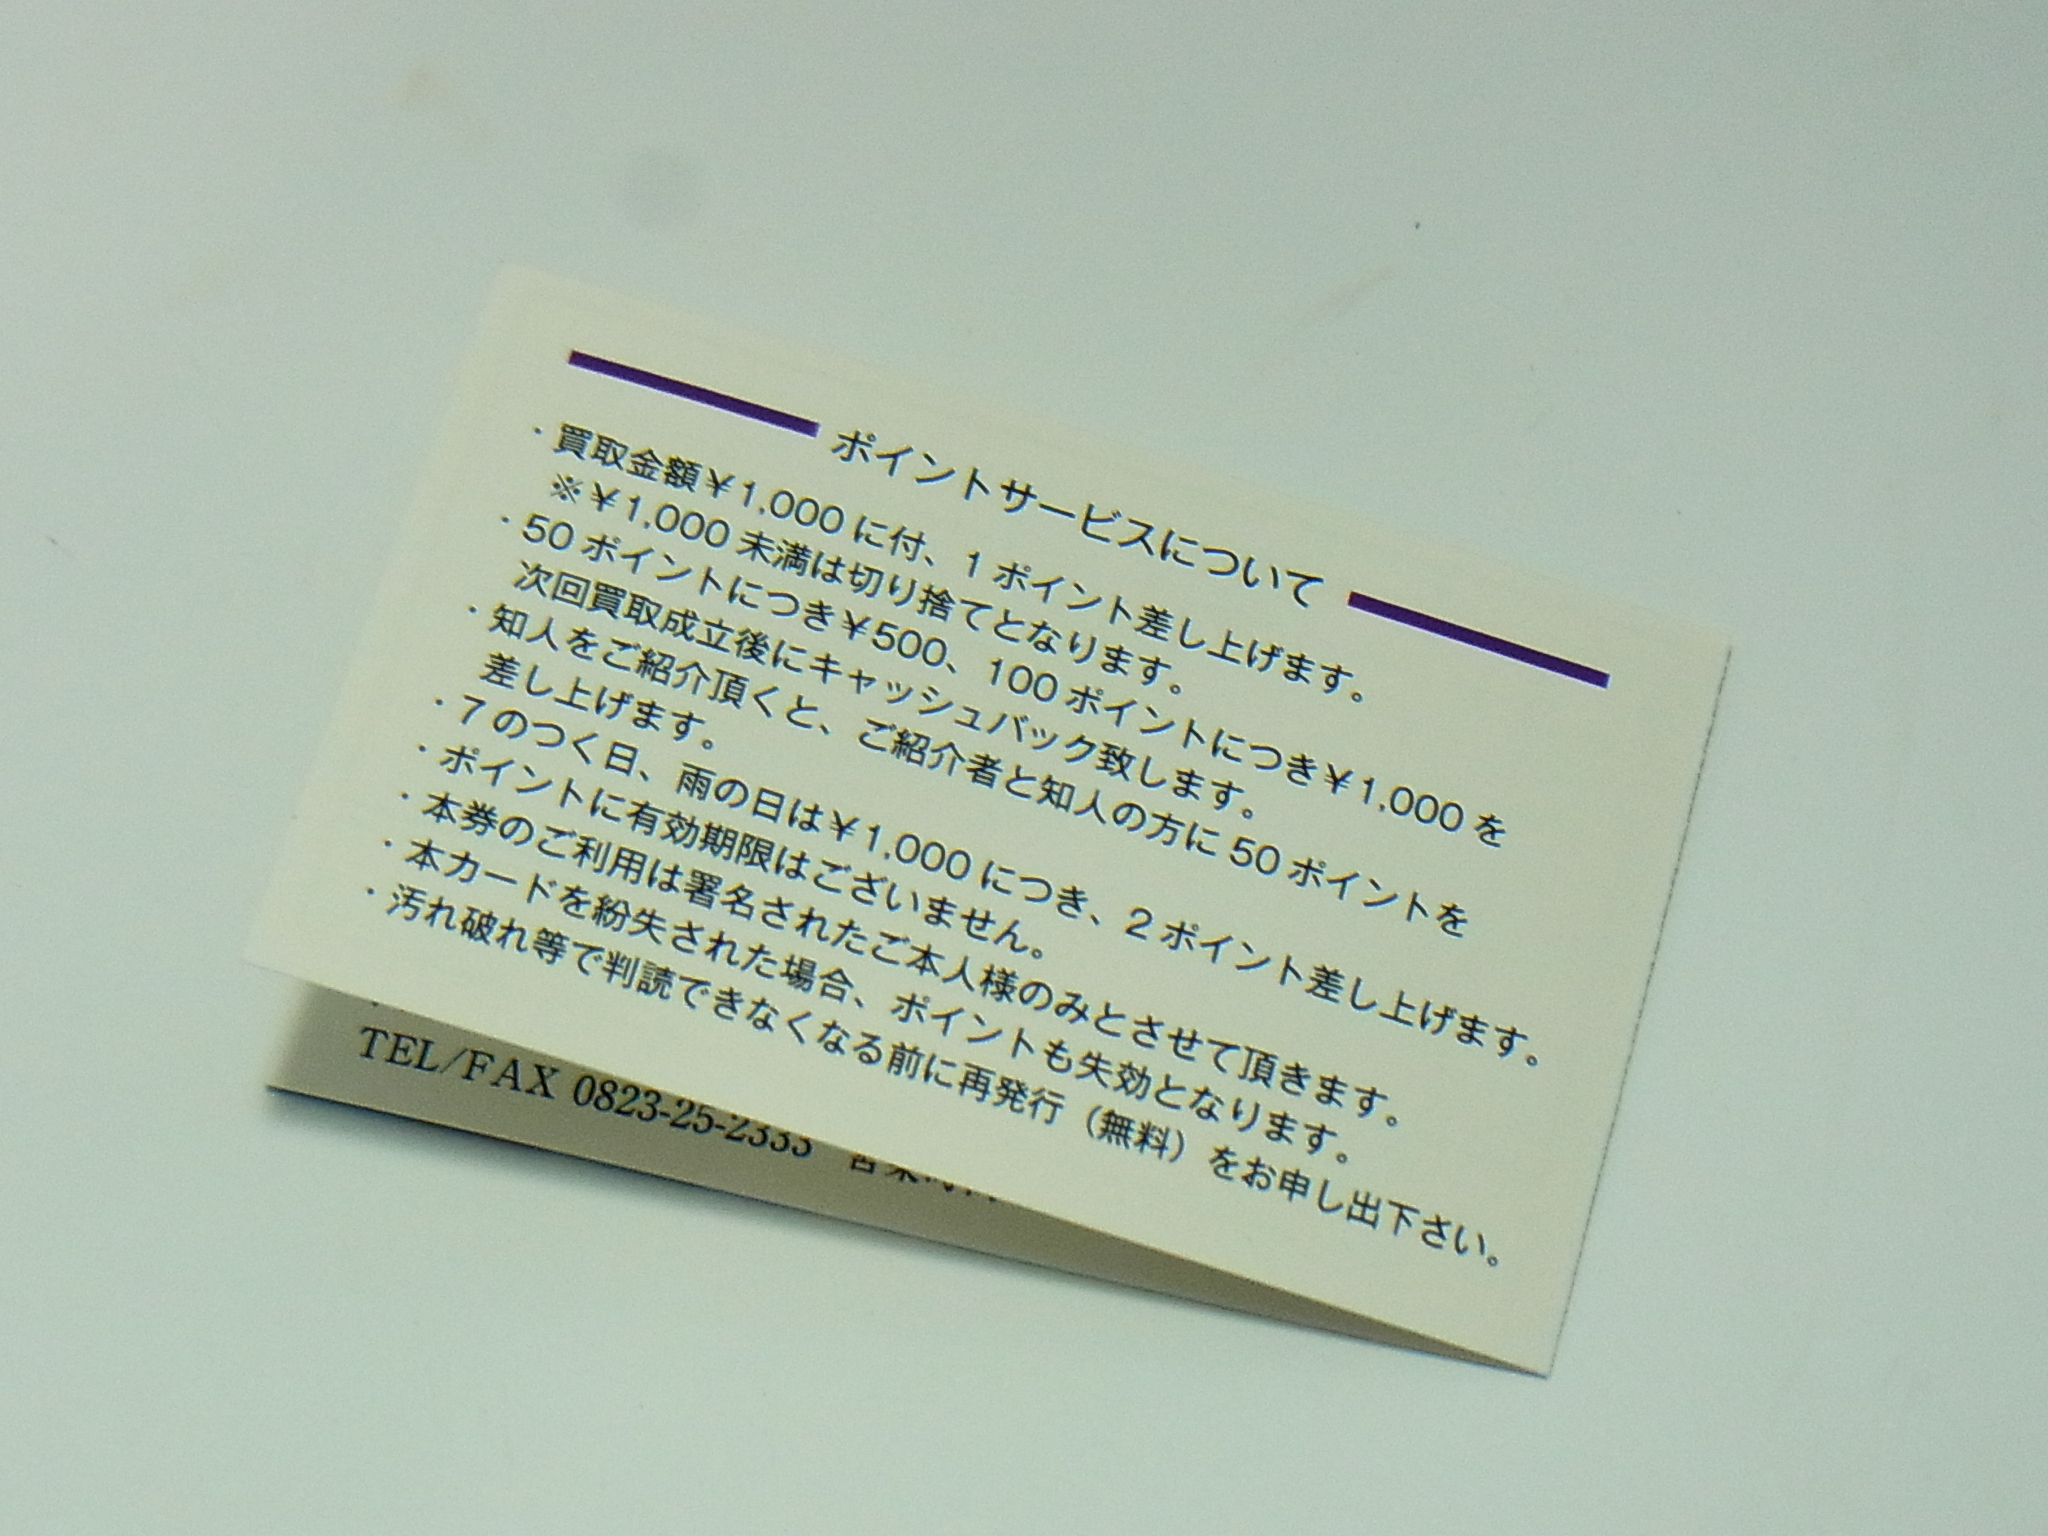 ポイントサービスについて
・買取金額¥1,000に付、1ポイント差し上げます。
※¥1,000未満は切り捨てとなります。
・50ポイントにつき¥500、100ポイントにつき¥1,000を
次回買取成立後にキャッシュバック致します。
・知人をご紹介頂くと、ご紹介者と知人の方に50ポイントを
差し上げます。
・7のつく日、雨の日は¥1,000につき、2ポイント差し上げます。
・ポイントに有効期限はございません。
・本券のご利用は署名されたご本人様のみとさせて頂きます。
・本カードを紛失された場合、ポイントも失効となります。
・汚れ破れ等で判読できなくなる前に再発行（無料）をお申し出下さい。
TEL/FAX 0823-25-2333